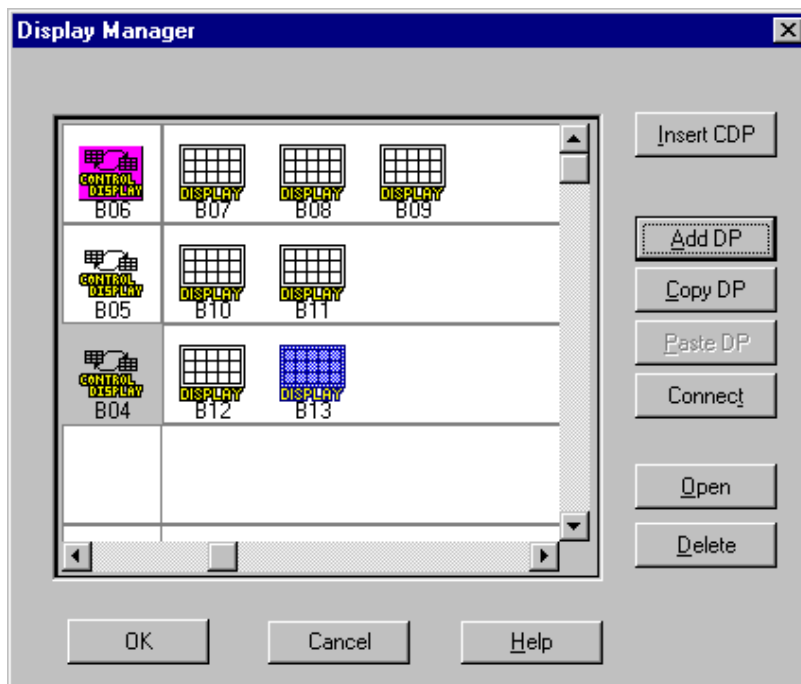 Display Manager
Insert CDP
CONTROL DISPLAY B06
DISPLAY B07
DISPLAY B08
DISPLAY B09
Add DP
Copy DP
CONTROL DISPLAY B05
DISPLAY B10
DISPLAY B11
Paste DP
Connect
CONTROL DISPLAY B04
DISPLAY B12
DISPLAY B13
Open
Delete
OK
Cancel
Help